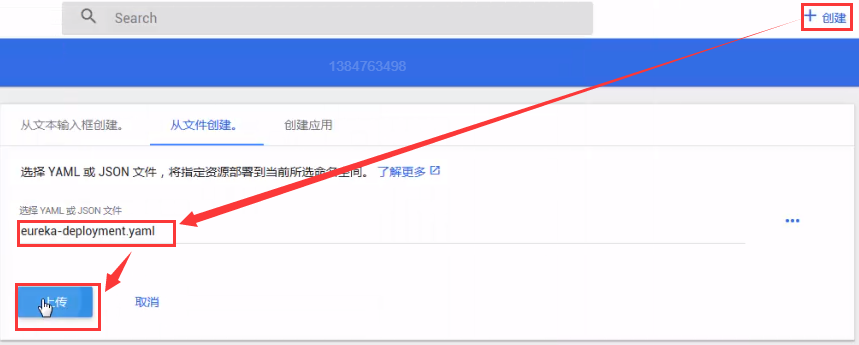 Search
创建
1384763498
从文本输入框创建。 从文件创建。 创建应用
选择 YAML 或 JSON 文件，将指定资源部署到当前所选命名空间。 了解更多
选择 YAML 或 JSON 文件
eureka-deployment.yaml
上传 取消